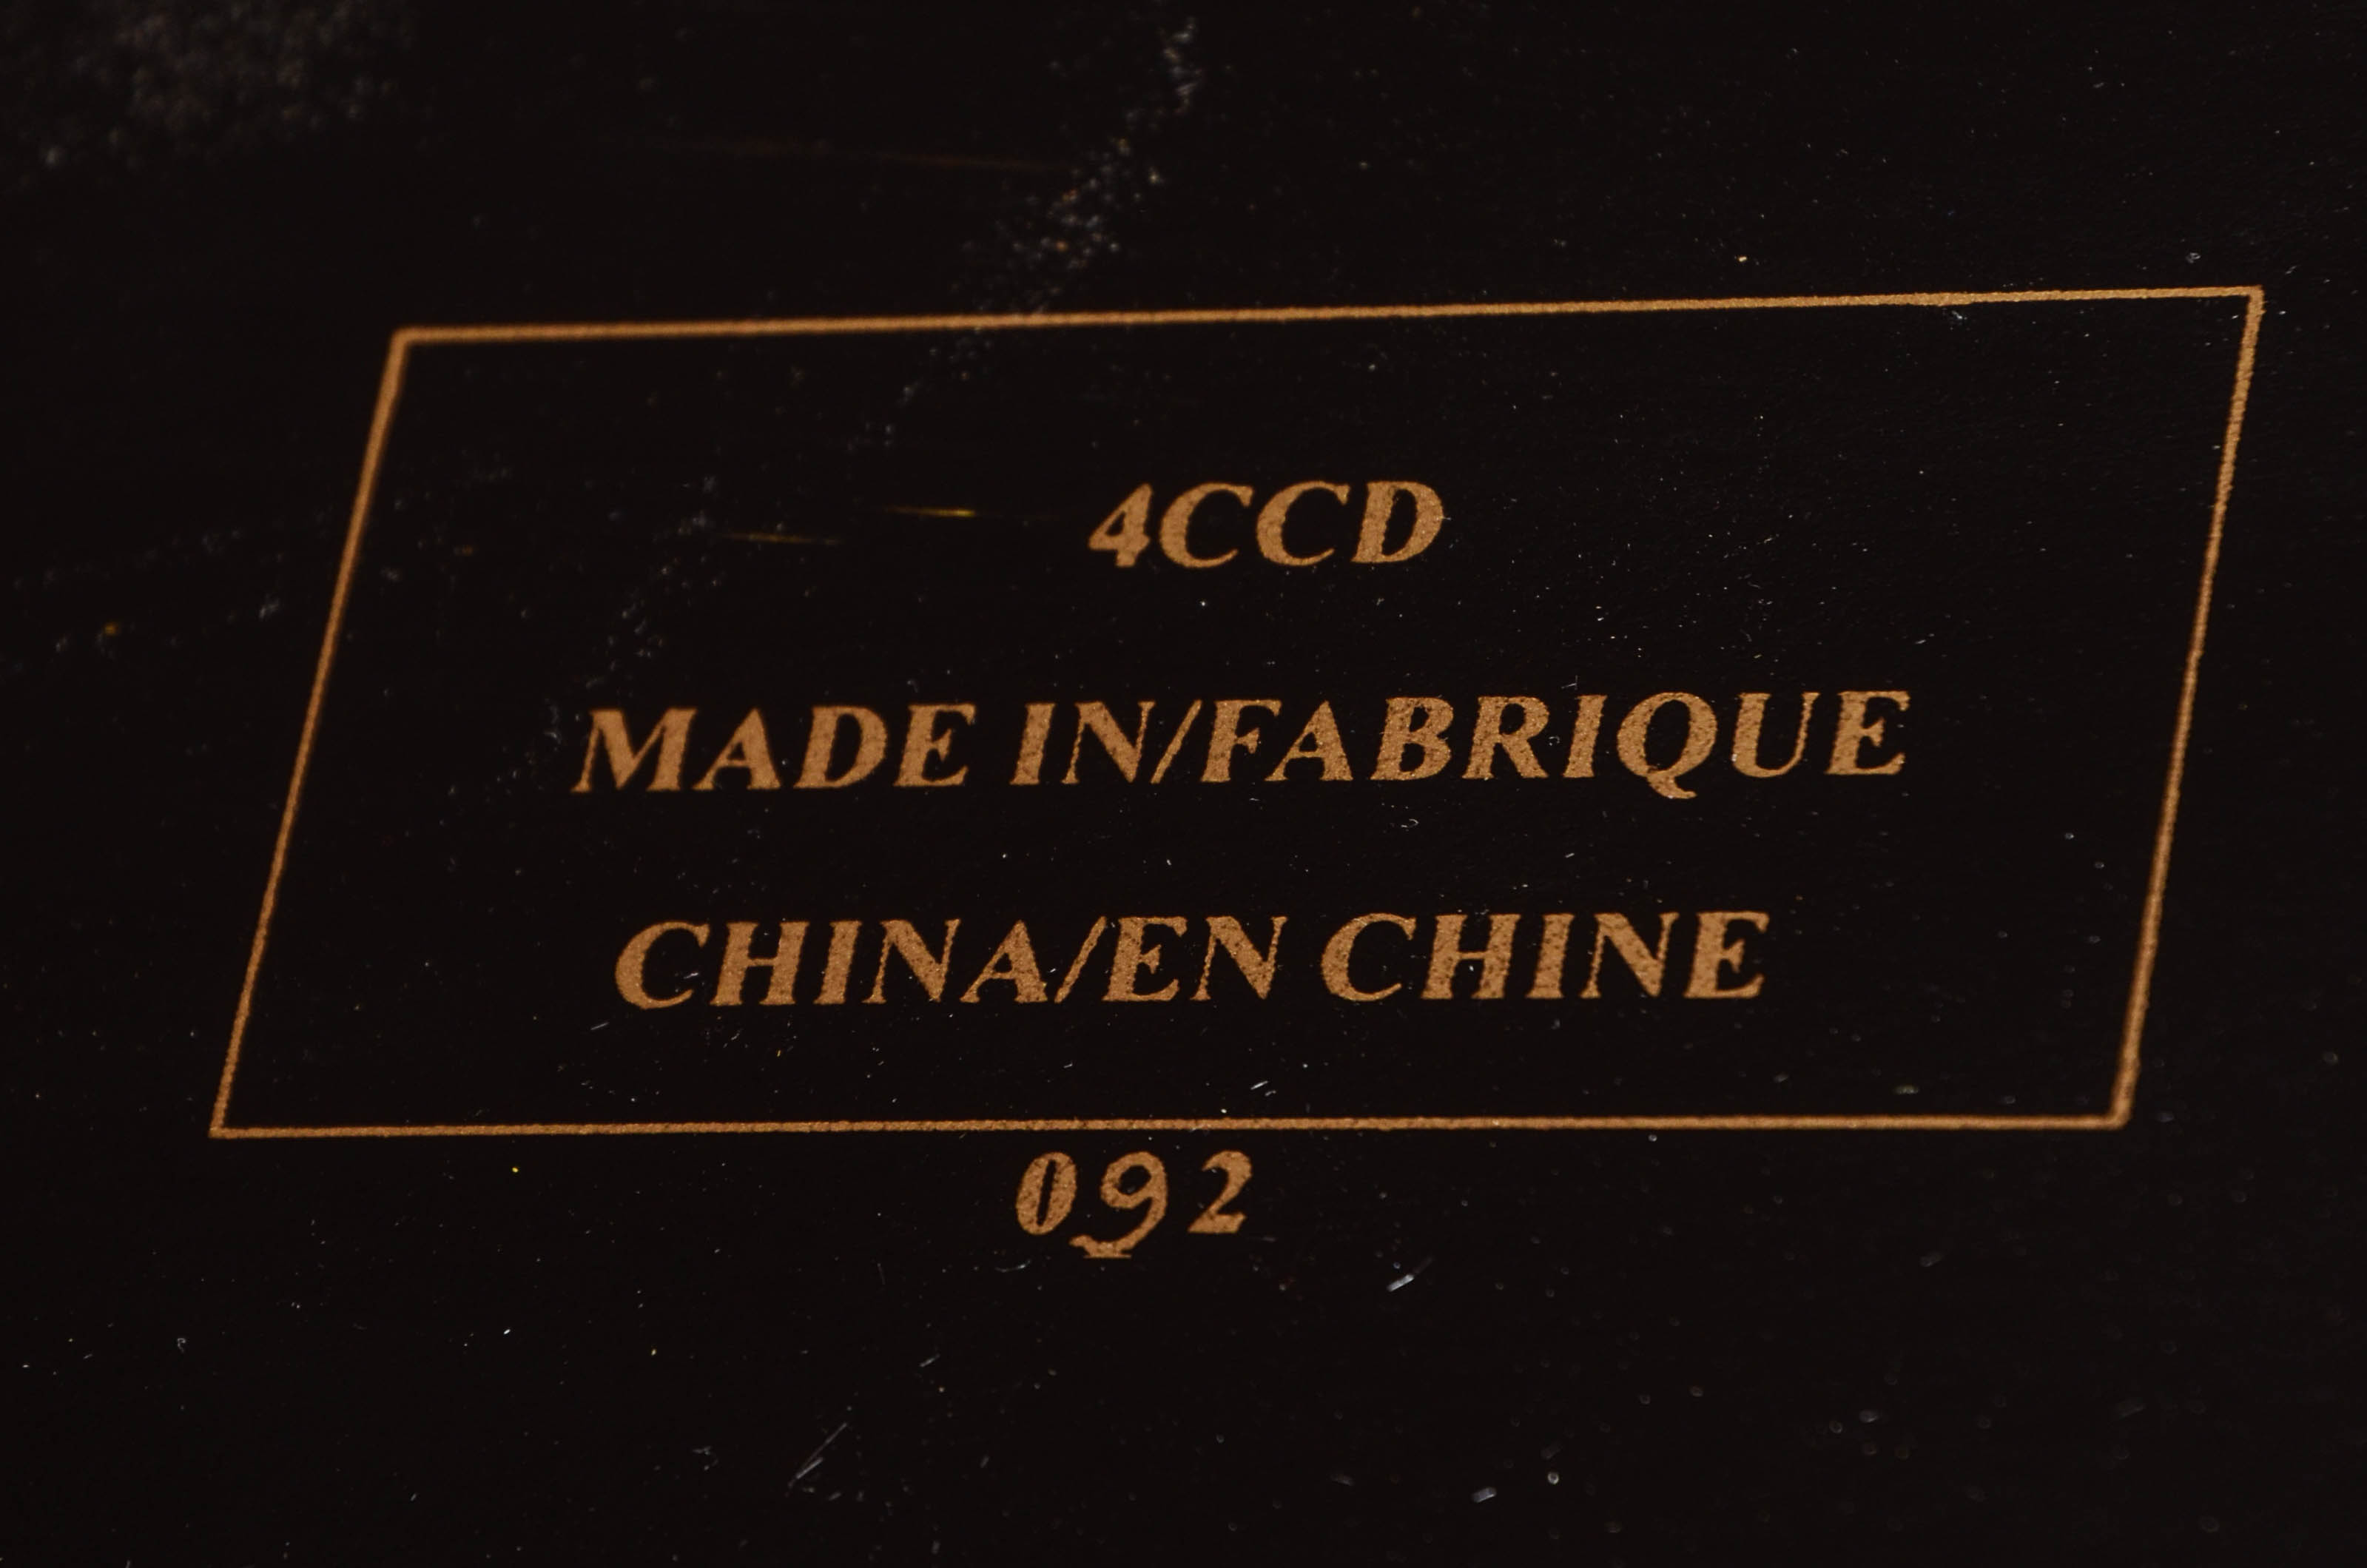 4CCD
MADE IN/FABRIQUE
CHINA/EN CHINE
092